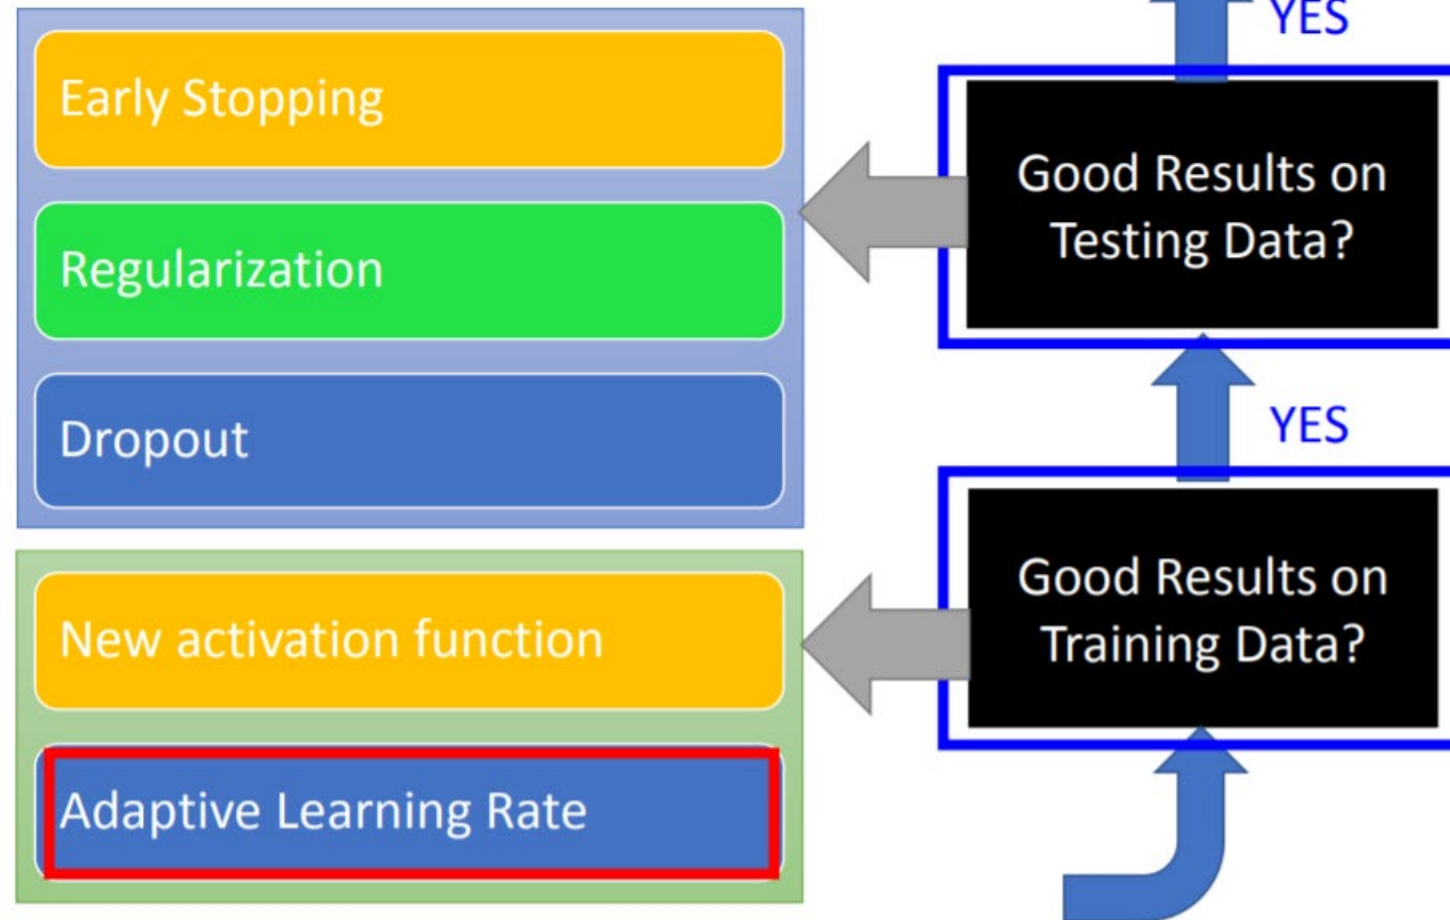 Early Stopping
Regularization
Dropout
New activation function
Adaptive Learning Rate
YES
Good Results on
Testing Data?
YES
Good Results on
Training Data?